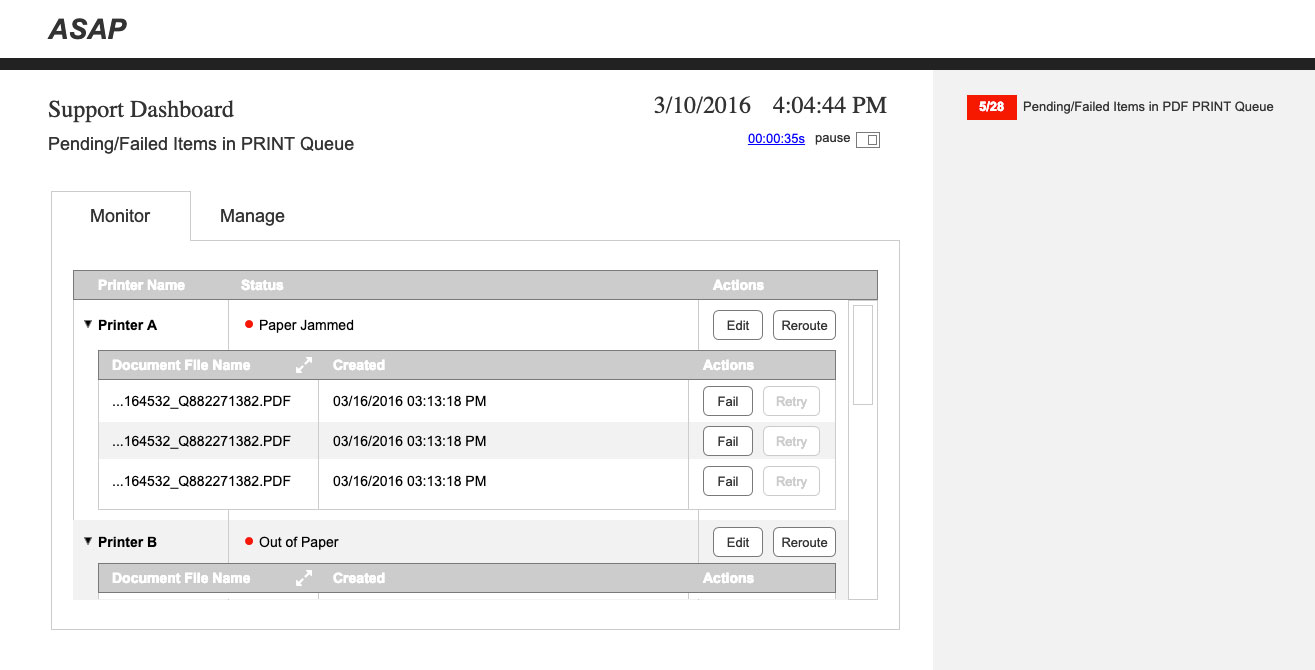 ASAP
Support Dashboard
3/10/2016 4:04:44 PM
Pending/Failed Items in PRINT Queue
00:00:35s pause
5/28 Pending/Failed Items in PDF PRINT Queue
Monitor Manage
Printer Name Status Actions
Printer A Paper Jammed Edit Reroute
Document File Name Created Actions
...164532_Q882271382.PDF 03/16/2016 03:13:18 PM Fail Retry
...164532_Q882271382.PDF 03/16/2016 03:13:18 PM Fail Retry
...164532_Q882271382.PDF 03/16/2016 03:13:18 PM Fail Retry
Printer B Out of Paper Edit Reroute
Document File Name Created Actions